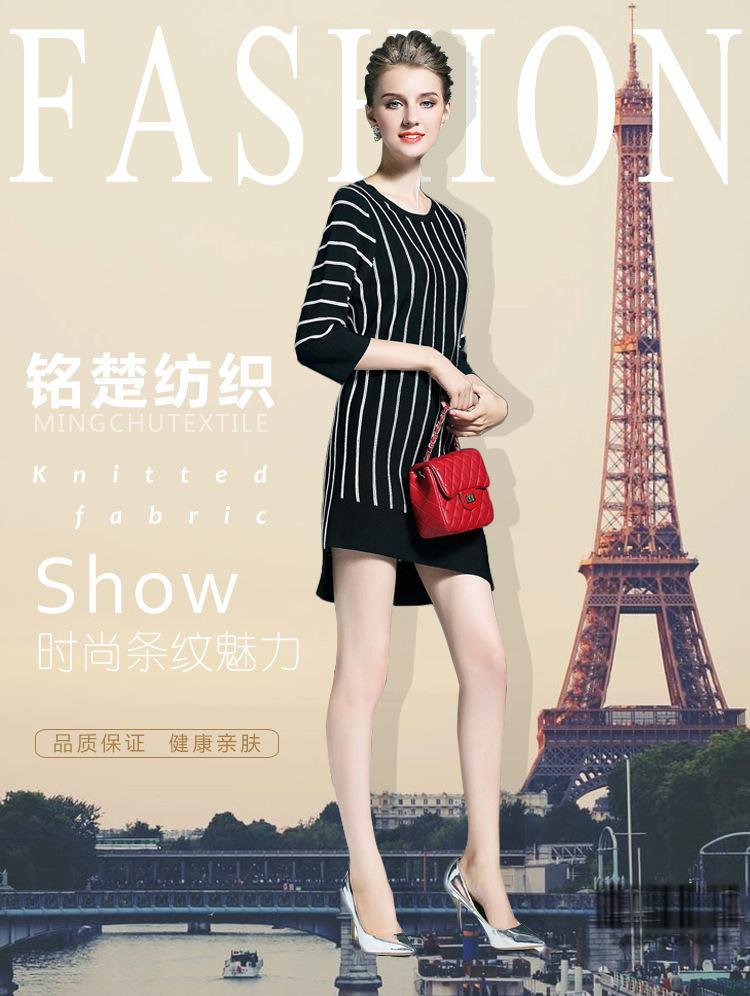 FASHION
铭楚纺织
MINGCHUTEXTILE
Knitted
fabric
Show
时尚条纹魅力
品质保证 健康亲肤